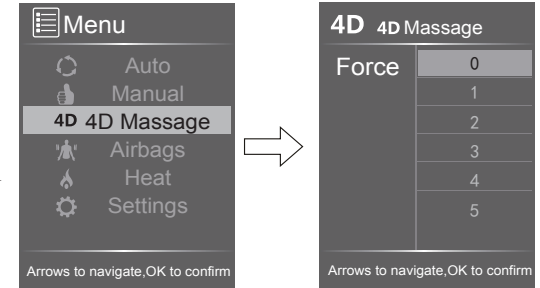 Menu
Auto
Manual
4D 4D Massage
Airbags
Heat
Settings
Arrows to navigate,OK to confirm
4D 4D Massage
Force
0
1
2
3
4
5
Arrows to navigate,OK to confirm